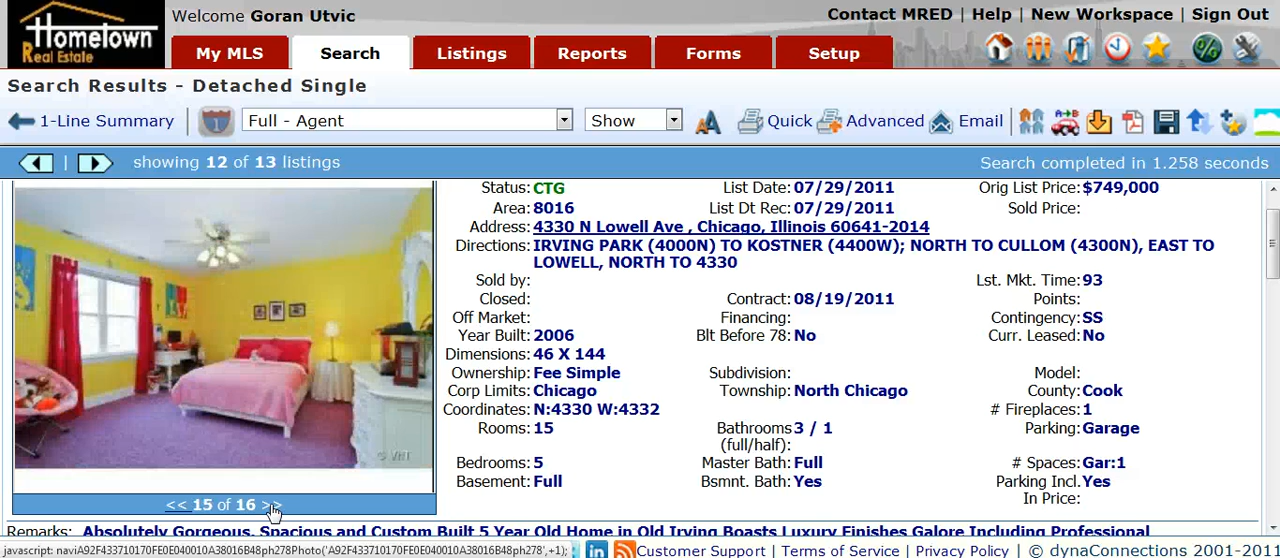 Hometown
Real Estate
Welcome Goran Utvic
Contact MRED | Help | New Workspace | Sign Out
My MLS
Search
Listings
Reports
Forms
Setup
Search Results - Detached Single
1-Line Summary
Full - Agent
Show
AA
Quick
Advanced
Email
showing 12 of 13 listings
Search completed in 1.258 seconds
Status: CTG List Date: 07/29/2011 Orig List Price: $749,000
Area: 8016 List Dt Rec: 07/29/2011 Sold Price:
Address: 4330 N Lowell Ave , Chicago, Illinois 60641-2014
Directions: IRVING PARK (4000N) TO KOSTNER (4400W); NORTH TO CULLOM (4300N), EAST TO
LOWELL, NORTH TO 4330
Sold by: Lst. Mkt. Time: 93
Closed: Contract: 08/19/2011 Points:
Off Market: Financing: Contingency: SS
Year Built: 2006 Blt Before 78: No Curr. Leased: No
Dimensions: 46 X 144
Ownership: Fee Simple Subdivision: Model:
Corp Limits: Chicago Township: North Chicago County: Cook
Coordinates: N:4330 W:4332 # Fireplaces: 1
Rooms: 15 Bathrooms 3 / 1 Parking: Garage
(full/half):
Bedrooms: 5 Master Bath: Full # Spaces: Gar:1
Basement: Full Bsmnt. Bath: Yes Parking Incl. Yes
In Price:
© VHT
<< 15 of 16 >>
Remarks: Absolutely Gorgeous, Spacious and Custom Built 5 Year Old Home in Old Irving Boasts Luxury Finishes Galore Including Professional
javascript: naviA92F433710170FE0E040010A38016B48ph278Photo('A92F433710170FE0E040010A38016B48ph278',+1);
Customer Support | Terms of Service | Privacy Policy | © dynaConnections 2001-201